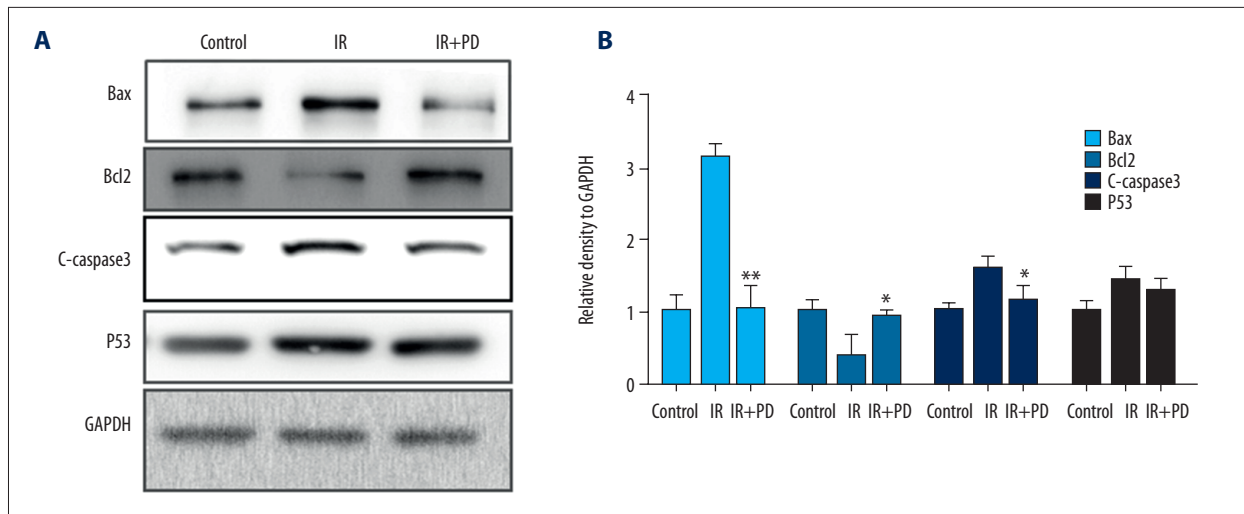 A
Control IR IR+PD
Bax
Bcl2
C-caspase3
P53
GAPDH
B
Relative density to GAPDH
4
3
2
1
0
**
*
*
Bax
Bcl2
C-caspase3
P53
Control IR IR+PD Control IR IR+PD Control IR IR+PD Control IR IR+PD